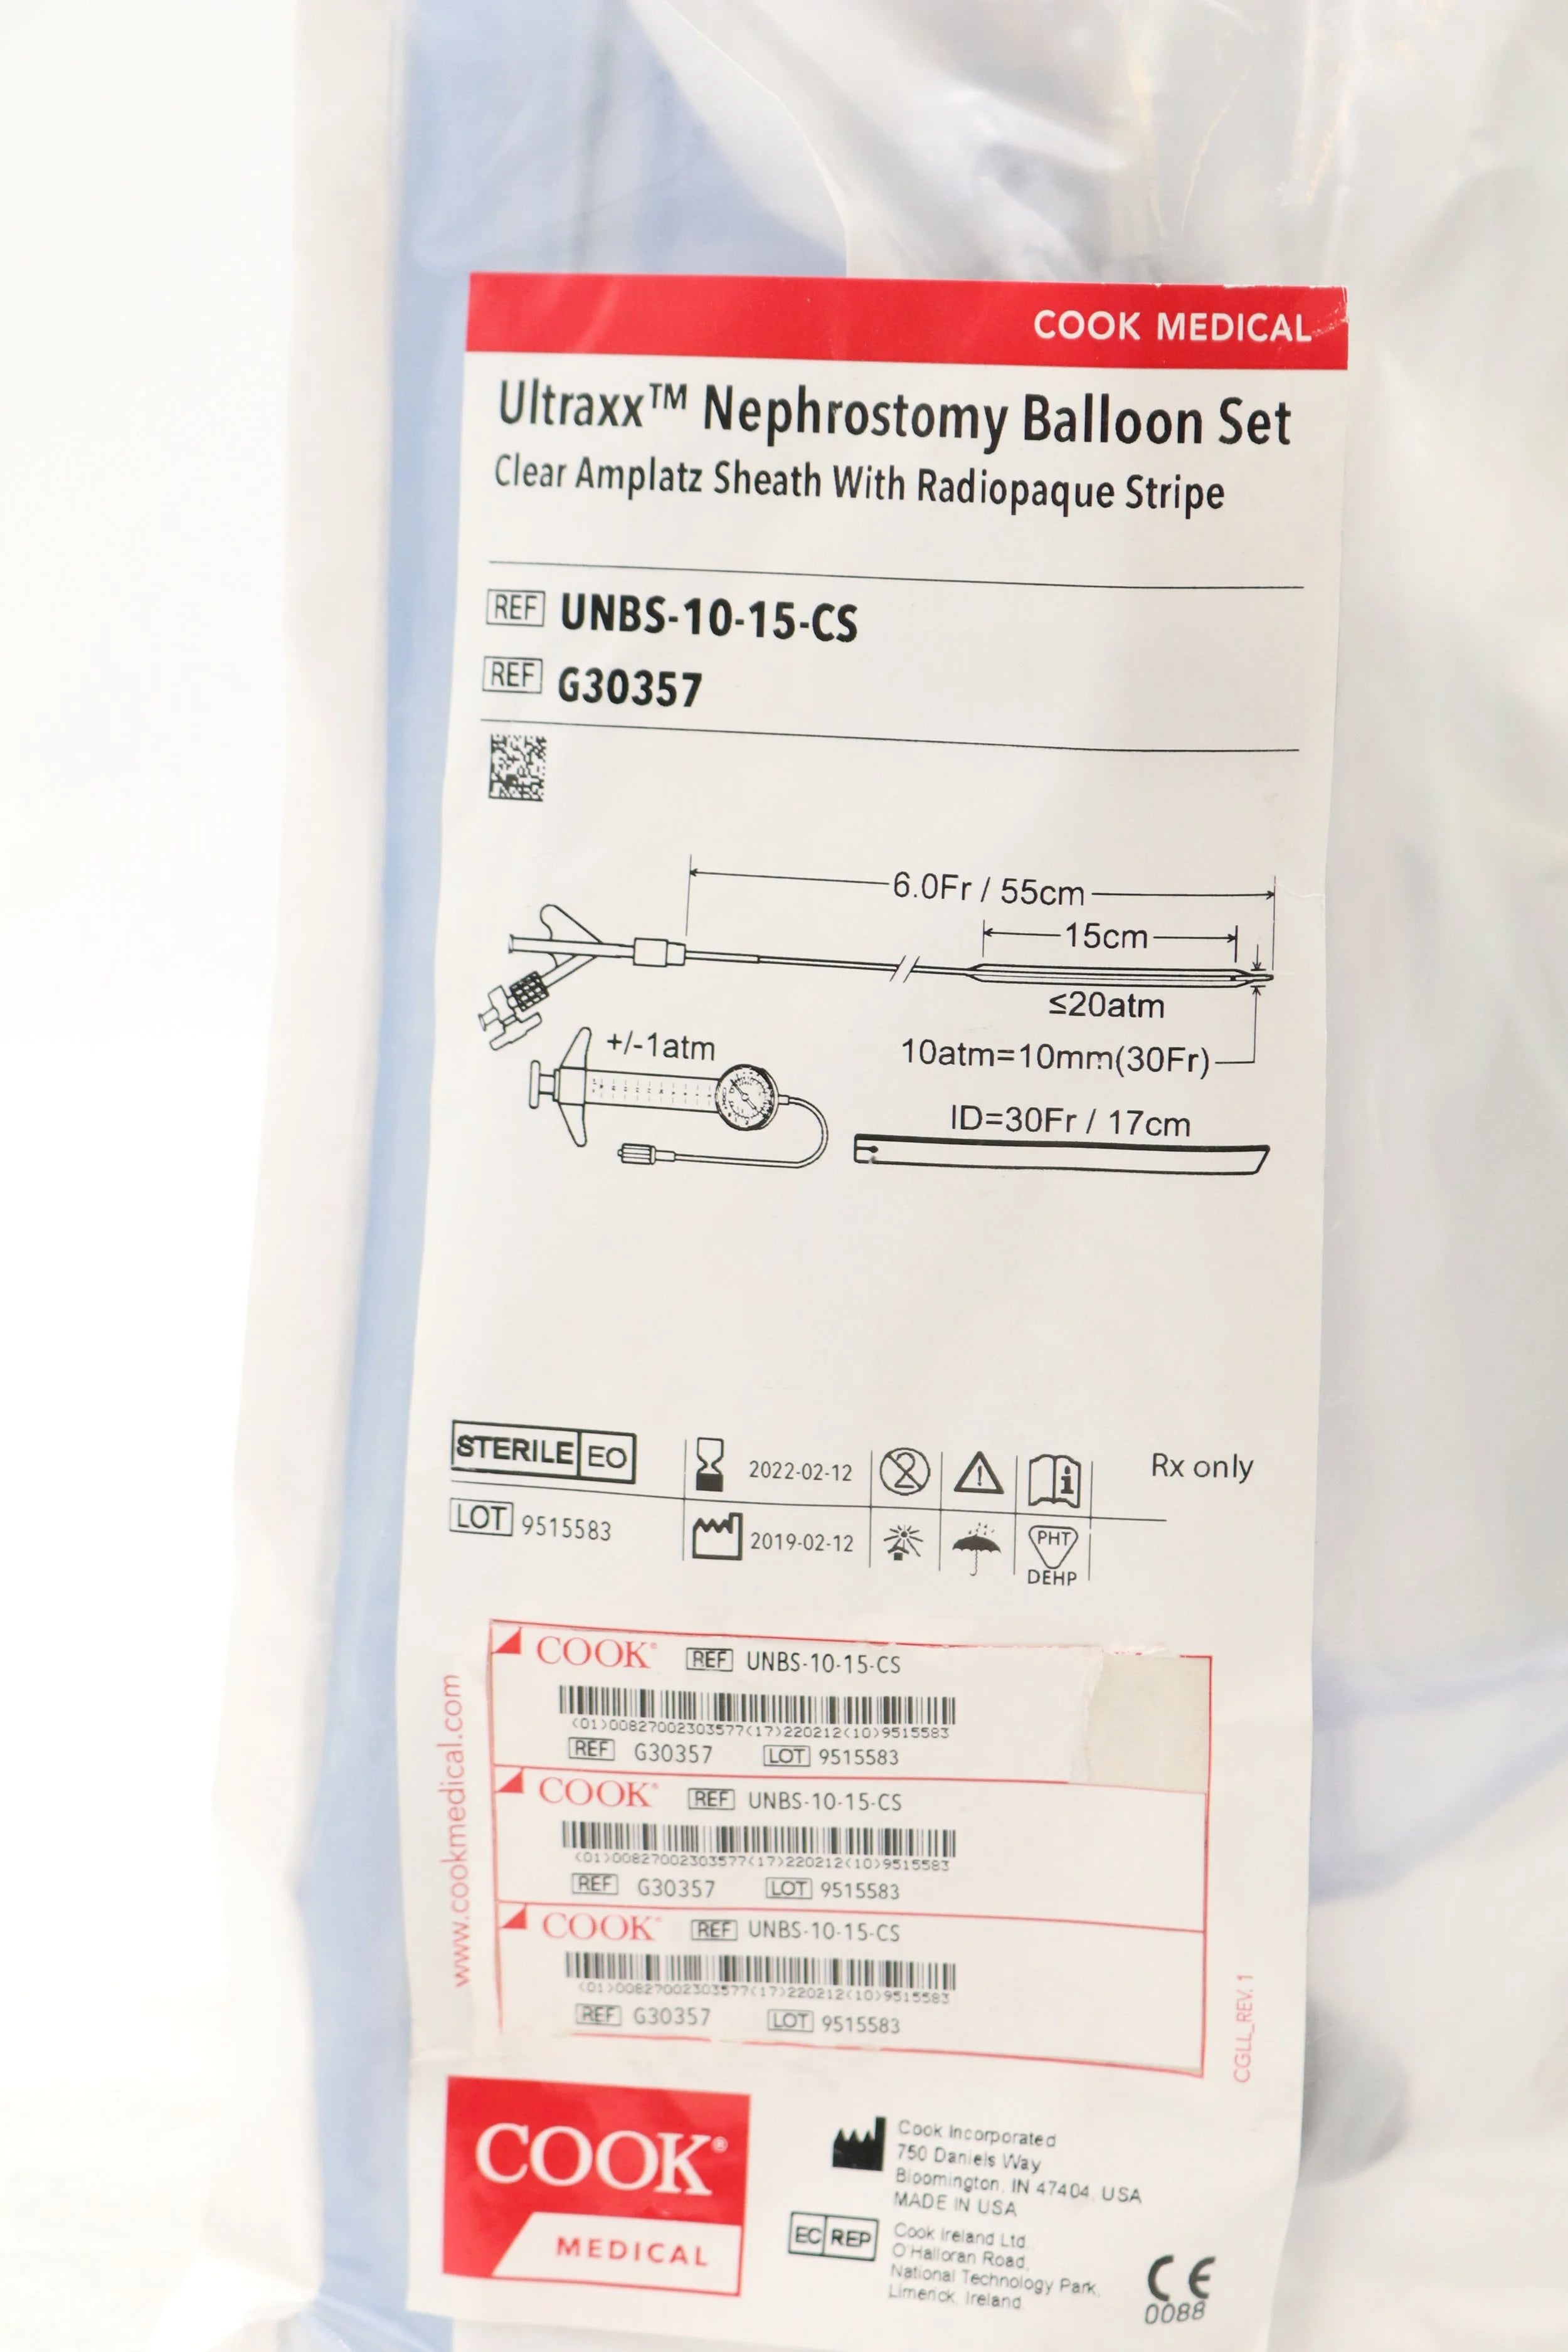 COOK MEDICAL
Ultraxx™ Nephrostomy Balloon Set
Clear Amplatz Sheath With Radiopaque Stripe
REF UNBS-10-15-CS
REF G30357
6.0Fr / 55cm
15cm
≤20atm
+/-1atm
10atm=10mm(30Fr)
ID=30Fr / 17cm
STERILE EO
2022-02-12
Rx only
LOT 9515583
2019-02-12
PHT
DEHP
www.cookmedical.com
COOK® REF UNBS-10-15-CS
(01)00827002303577(17)220212(10)9515583
REF G30357 LOT 9515583
COOK® REF UNBS-10-15-CS
(01)00827002303577(17)220212(10)9515583
REF G30357 LOT 9515583
COOK® REF UNBS-10-15-CS
(01)00827002303577(17)220212(10)9515583
REF G30357 LOT 9515583
CGLL_REV. 1
COOK®
MEDICAL
Cook Incorporated
750 Daniels Way
Bloomington, IN 47404, USA
MADE IN USA
EC REP
Cook Ireland Ltd.
O'Halloran Road,
National Technology Park,
Limerick, Ireland
CE
0088